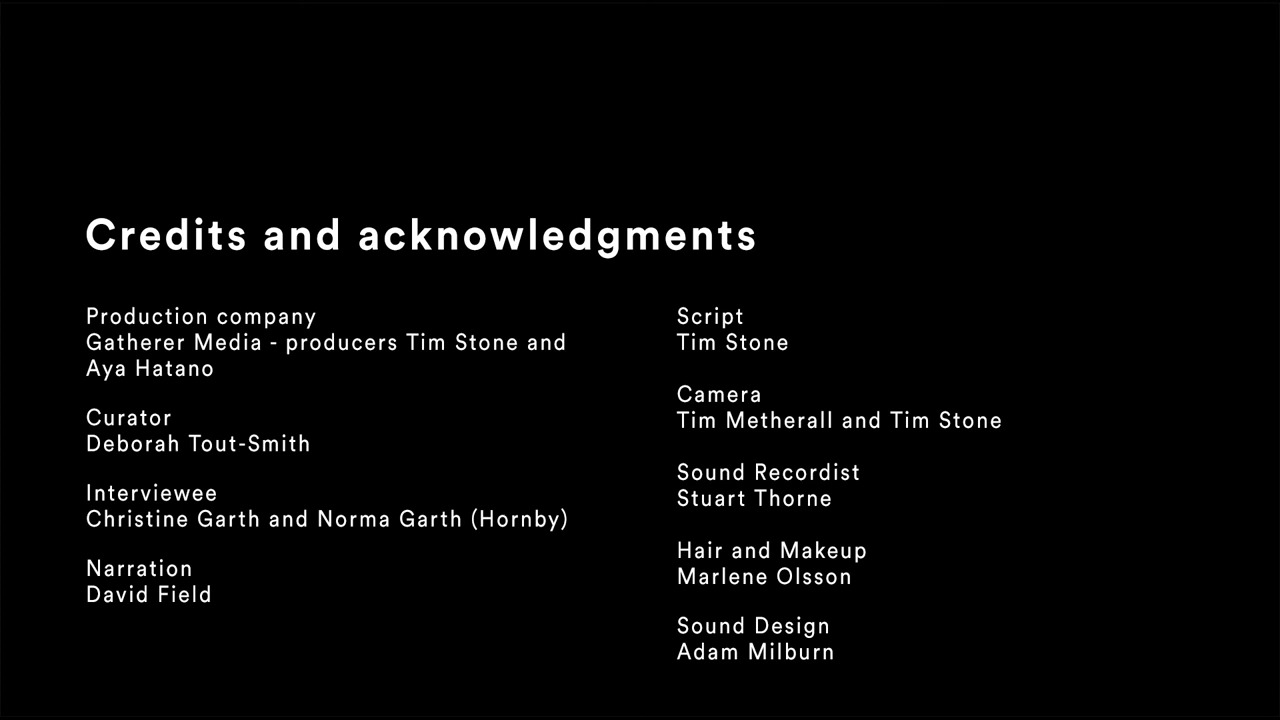 Credits and acknowledgments
Production company
Gatherer Media - producers Tim Stone and
Aya Hatano
Curator
Deborah Tout-Smith
Interviewee
Christine Garth and Norma Garth (Hornby)
Narration
David Field
Script
Tim Stone
Camera
Tim Metherall and Tim Stone
Sound Recordist
Stuart Thorne
Hair and Makeup
Marlene Olsson
Sound Design
Adam Milburn